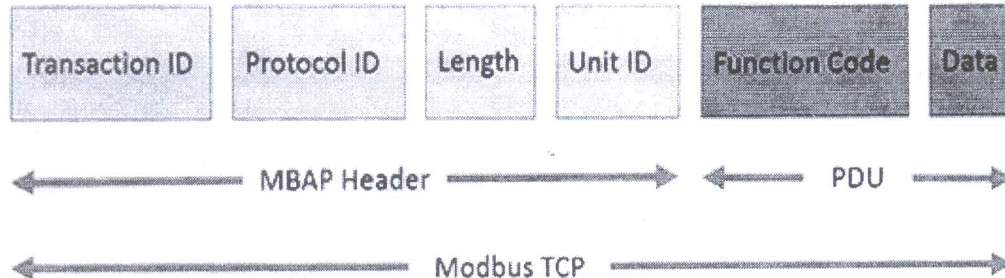 Transaction ID Protocol ID Length Unit ID Function Code Data
MBAP Header PDU
Modbus TCP